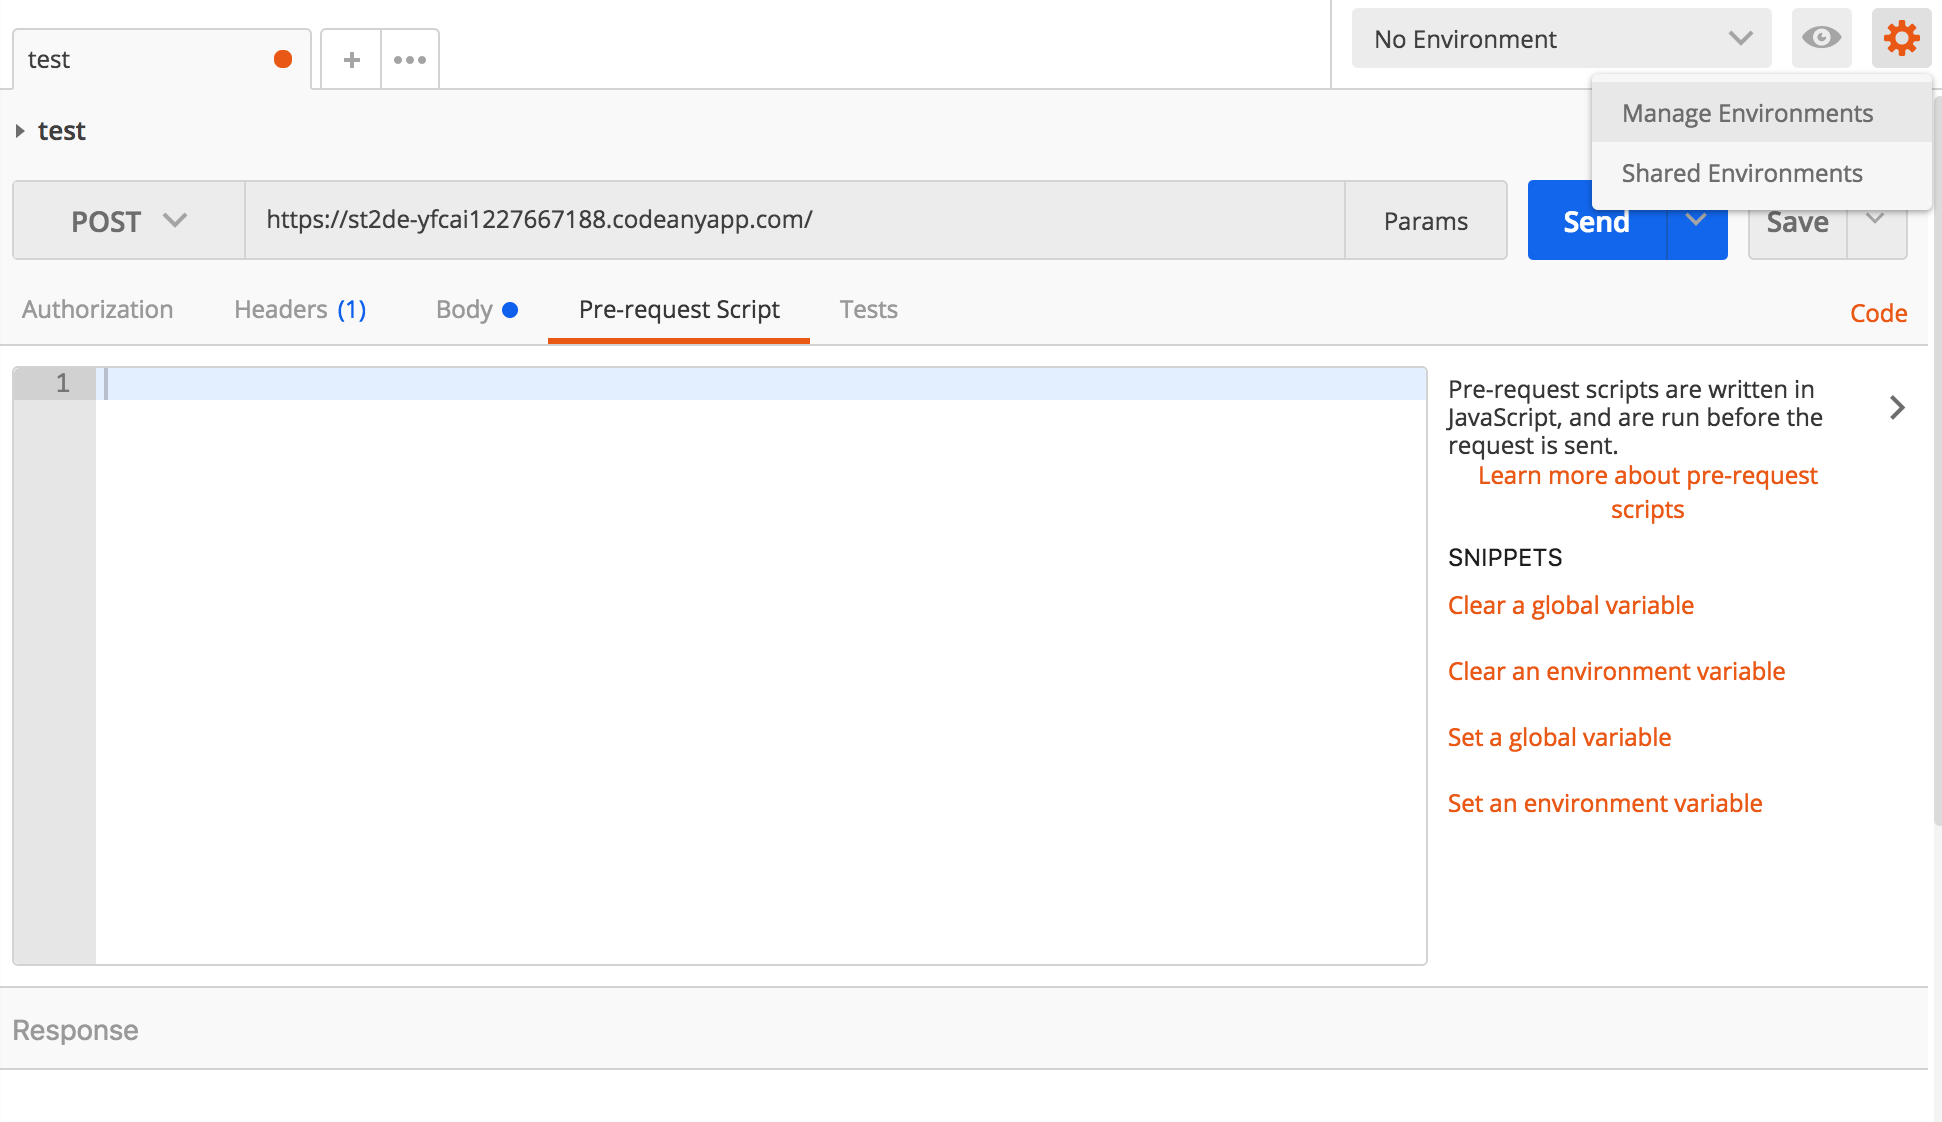 test
No Environment
Manage Environments
Shared Environments
test
POST
https://st2de-yfcai1227667188.codeanyapp.com/
Params
Send
Save
Authorization
Headers (1)
Body
Pre-request Script
Tests
Code
1
Pre-request scripts are written in
JavaScript, and are run before the
request is sent.
Learn more about pre-request
scripts
SNIPPETS
Clear a global variable
Clear an environment variable
Set a global variable
Set an environment variable
Response